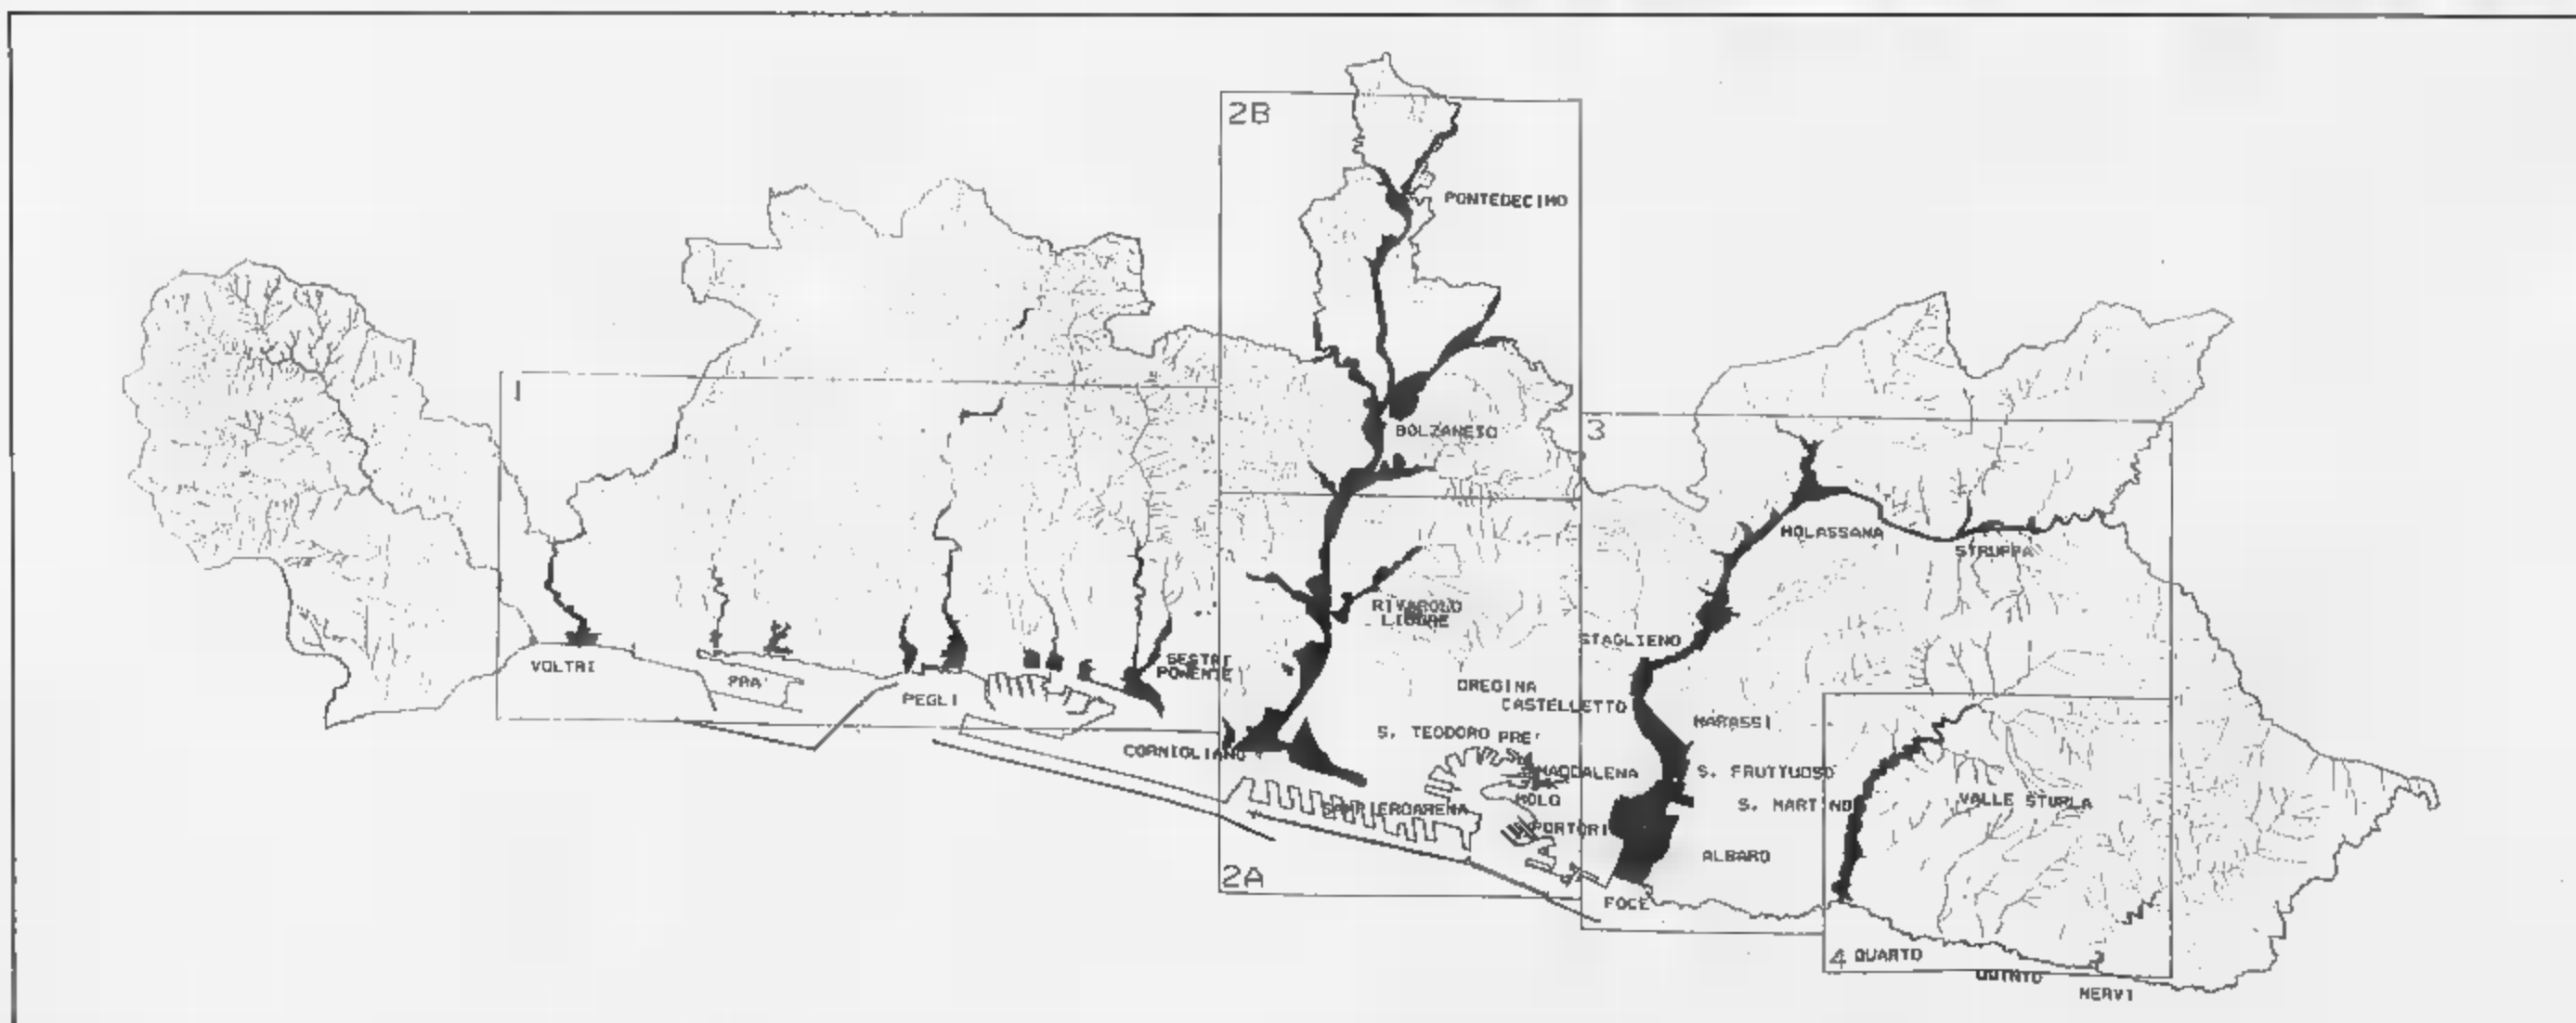 2B
PONTEDECIMO
1
BOLZANETO
3
MOLASSANA
STRUPPA
RIVAROLO
LIGURE
STAGLIENO
VOLTRI
SESTRI
PONENTE
PRA'
PEGLI
OREGINA
CASTELLETTO
MARASSI
S. TEODORO
PRE'
CORNIGLIANO
MADDALENA
S. FRUTTUOSO
MOLO
S. MARTINO
VALLE STURLA
SAMPIERDARENA
PORTORI
ALBARO
2A
FOCE
4
QUARTO
QUINTO
NERVI